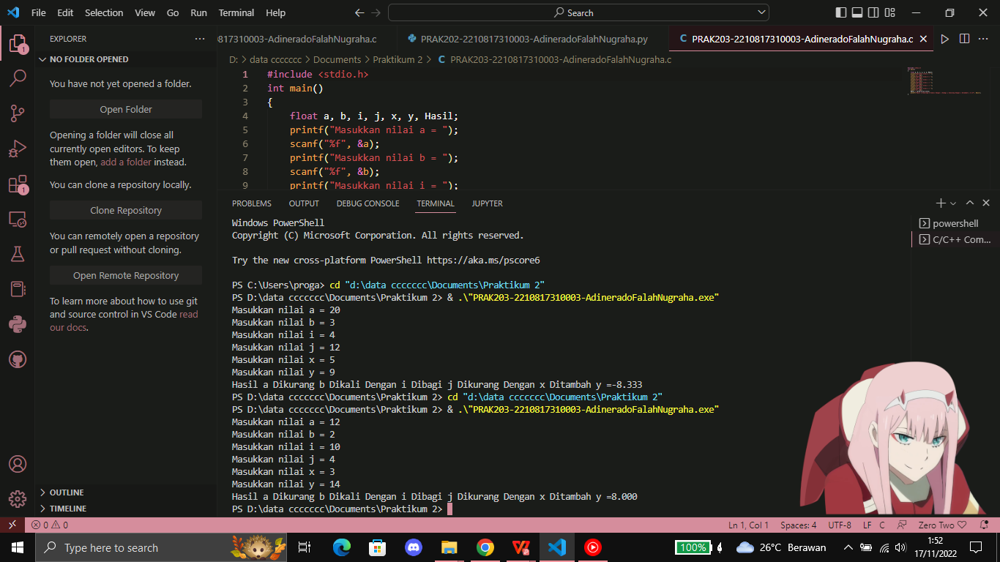 File Edit Selection View Go Run Terminal Help
Search
EXPLORER
NO FOLDER OPENED
You have not yet opened a folder.
Open Folder
Opening a folder will close all
currently open editors. To keep
them open, add a folder instead.
You can clone a repository locally.
Clone Repository
You can remotely open a repository
or pull request without cloning.
Open Remote Repository
To learn more about how to use git
and source control in VS Code read
our docs.
OUTLINE
TIMELINE
1
1
817310003-AdineradoFalahNugraha.c PRAK202-2210817310003-AdineradoFalahNugraha.py C PRAK203-2210817310003-AdineradoFalahNugraha.c
D: > data ccccccc > Documents > Praktikum 2 > C PRAK203-2210817310003-AdineradoFalahNugraha.c
1 #include <stdio.h>
2 int main()
3 {
4 float a, b, i, j, x, y, Hasil;
5 printf("Masukkan nilai a = ");
6 scanf("%f", &a);
7 printf("Masukkan nilai b = ");
8 scanf("%f", &b);
9 printf("Masukkan nilai i = ");
PROBLEMS OUTPUT DEBUG CONSOLE TERMINAL JUPYTER
powershell
C/C++ Com...
Windows PowerShell
Copyright (C) Microsoft Corporation. All rights reserved.
Try the new cross-platform PowerShell https://aka.ms/pscore6
PS C:\Users\proga> cd "d:\data ccccccc\Documents\Praktikum 2"
PS D:\data ccccccc\Documents\Praktikum 2> & .\"PRAK203-2210817310003-AdineradoFalahNugraha.exe"
Masukkan nilai a = 20
Masukkan nilai b = 3
Masukkan nilai i = 4
Masukkan nilai j = 12
Masukkan nilai x = 5
Masukkan nilai y = 9
Hasil a Dikurang b Dikali Dengan i Dibagi j Dikurang Dengan x Ditambah y =-8.333
PS D:\data ccccccc\Documents\Praktikum 2> cd "d:\data ccccccc\Documents\Praktikum 2"
PS D:\data ccccccc\Documents\Praktikum 2> & .\"PRAK203-2210817310003-AdineradoFalahNugraha.exe"
Masukkan nilai a = 12
Masukkan nilai b = 2
Masukkan nilai i = 10
Masukkan nilai j = 4
Masukkan nilai x = 3
Masukkan nilai y = 14
Hasil a Dikurang b Dikali Dengan i Dibagi j Dikurang Dengan x Ditambah y =8.000
PS D:\data ccccccc\Documents\Praktikum 2>
0 0 Ln 1, Col 1 Spaces: 4 UTF-8 LF C Zero Two
Type here to search
100% 26°C Berawan
1:52
17/11/2022